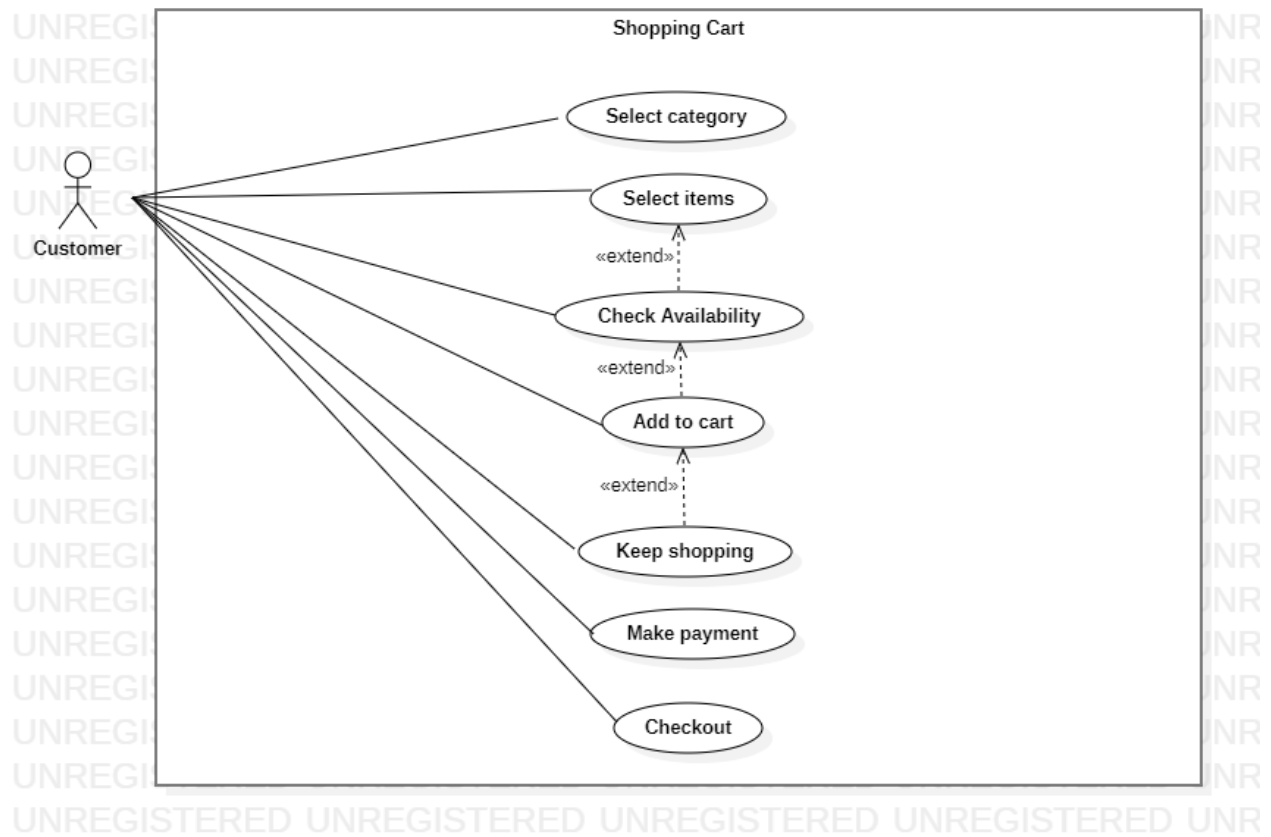 Shopping Cart
Select category
Select items
Customer
«extend»
Check Availability
«extend»
Add to cart
«extend»
Keep shopping
Make payment
Checkout
UNREGISTERED UNREGISTERED UNREGISTERED UNREGISTERED